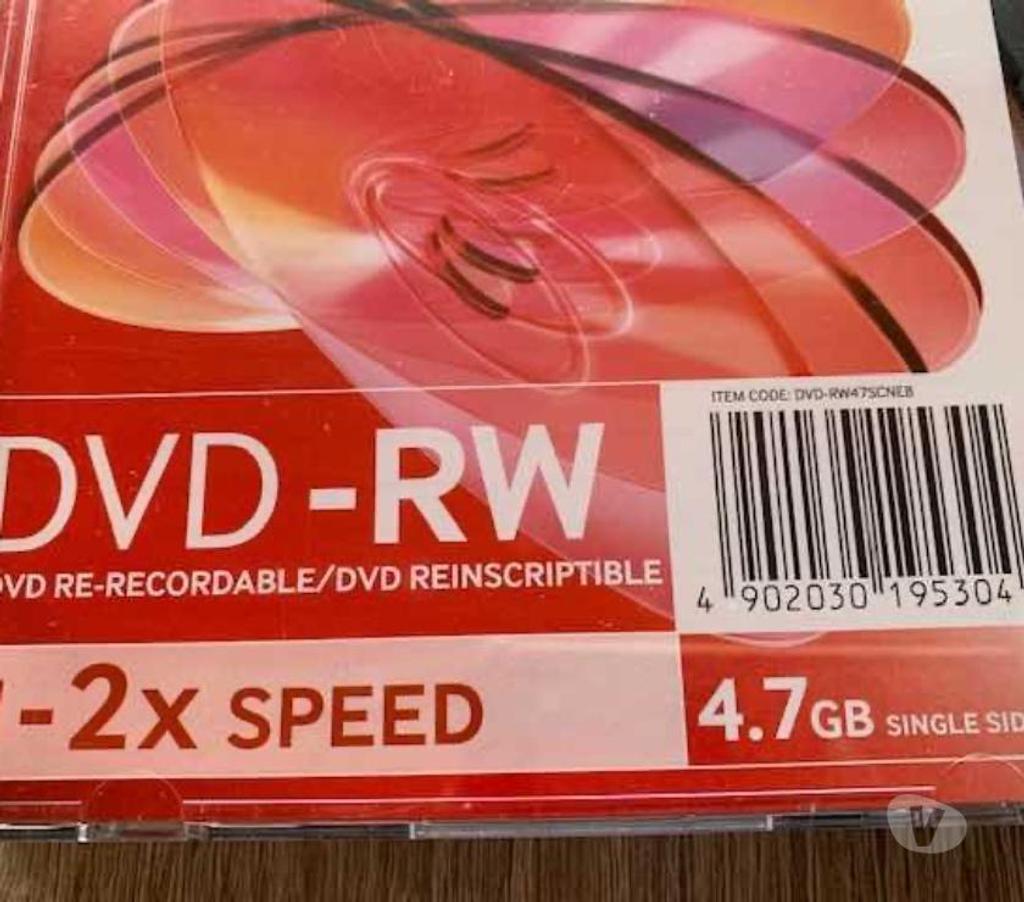 ITEM CODE: DVD-RW47SCNEB
DVD-RW
DVD RE-RECORDABLE/DVD REINSCRIPTIBLE
4 902030 195304
-2x SPEED
4.7GB SINGLE SID
V